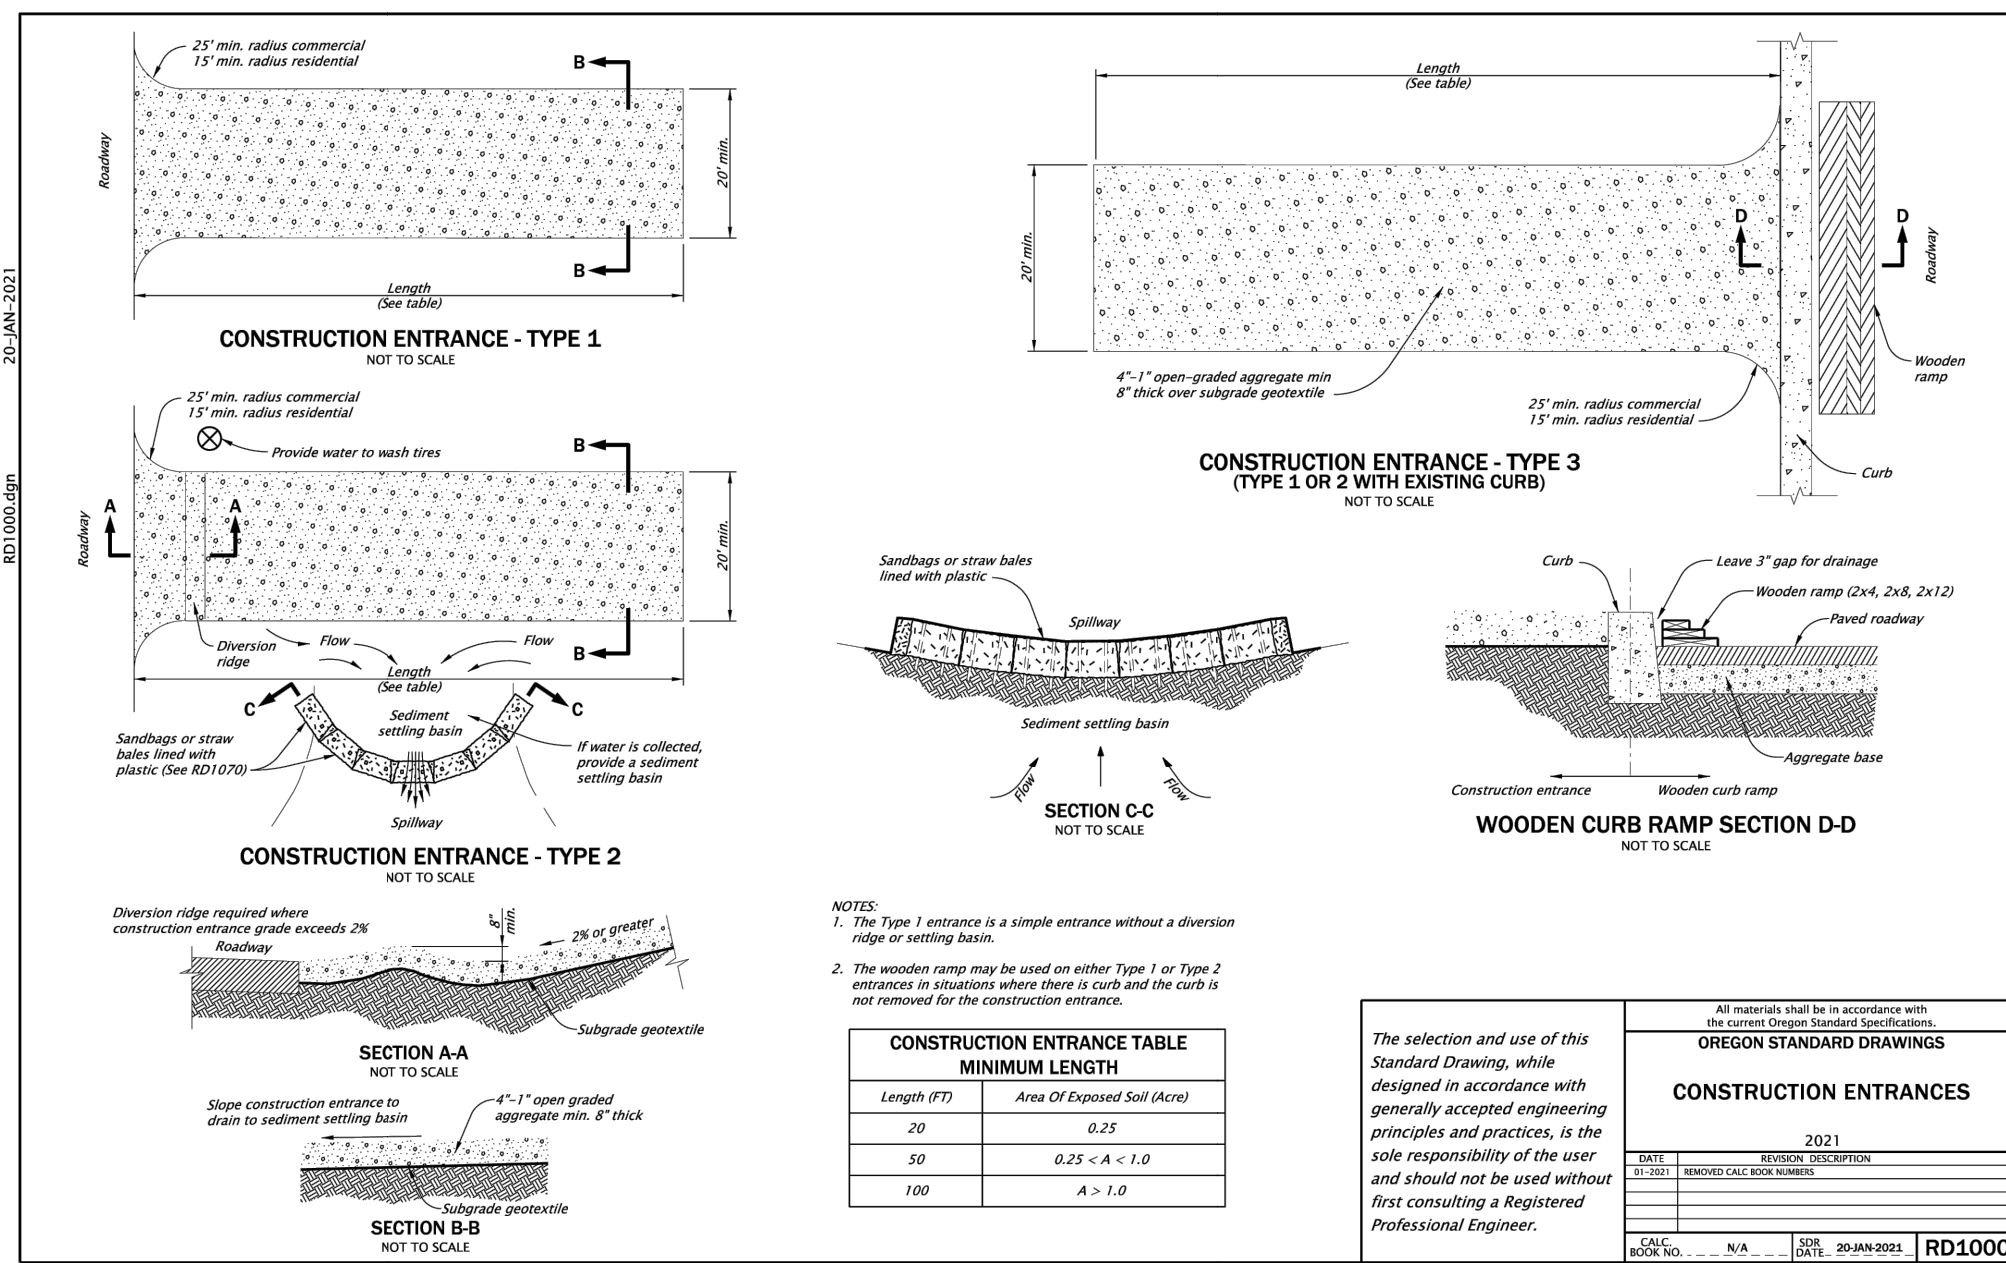 20-JAN-2021
RD1000.dgn
25' min. radius commercial
15' min. radius residential
B
Roadway
20' min.
B
Length
(See table)
CONSTRUCTION ENTRANCE - TYPE 1
NOT TO SCALE
25' min. radius commercial
15' min. radius residential
Provide water to wash tires
B
A
A
Roadway
20' min.
Diversion
ridge
Flow
Flow
B
Length
(See table)
C
C
Sediment
settling basin
Sandbags or straw
bales lined with
plastic (See RD1070)
If water is collected,
provide a sediment
settling basin
Spillway
CONSTRUCTION ENTRANCE - TYPE 2
NOT TO SCALE
Diversion ridge required where
construction entrance grade exceeds 2%
Roadway
8"
min.
2% or greater
Subgrade geotextile
SECTION A-A
NOT TO SCALE
Slope construction entrance to
drain to sediment settling basin
4"-1" open graded
aggregate min. 8" thick
Subgrade geotextile
SECTION B-B
NOT TO SCALE
Length
(See table)
20' min.
D
D
Roadway
Wooden
ramp
4"-1" open-graded aggregate min
8" thick over subgrade geotextile
25' min. radius commercial
15' min. radius residential
Curb
CONSTRUCTION ENTRANCE - TYPE 3
(TYPE 1 OR 2 WITH EXISTING CURB)
NOT TO SCALE
Sandbags or straw bales
lined with plastic
Spillway
Sediment settling basin
Flow
Flow
SECTION C-C
NOT TO SCALE
Curb
Leave 3" gap for drainage
Wooden ramp (2x4, 2x8, 2x12)
Paved roadway
Aggregate base
Construction entrance
Wooden curb ramp
WOODEN CURB RAMP SECTION D-D
NOT TO SCALE
NOTES:
1. The Type 1 entrance is a simple entrance without a diversion
ridge or settling basin.
2. The wooden ramp may be used on either Type 1 or Type 2
entrances in situations where there is curb and the curb is
not removed for the construction entrance.
CONSTRUCTION ENTRANCE TABLE
MINIMUM LENGTH
Length (FT) Area Of Exposed Soil (Acre)
20 0.25
50 0.25 < A < 1.0
100 A > 1.0
The selection and use of this
Standard Drawing, while
designed in accordance with
generally accepted engineering
principles and practices, is the
sole responsibility of the user
and should not be used without
first consulting a Registered
Professional Engineer.
All materials shall be in accordance with
the current Oregon Standard Specifications.
OREGON STANDARD DRAWINGS
CONSTRUCTION ENTRANCES
2021
DATE REVISION DESCRIPTION
01-2021 REMOVED CALC BOOK NUMBERS
CALC.
BOOK NO. N/A
SDR
DATE 20-JAN-2021
RD1000